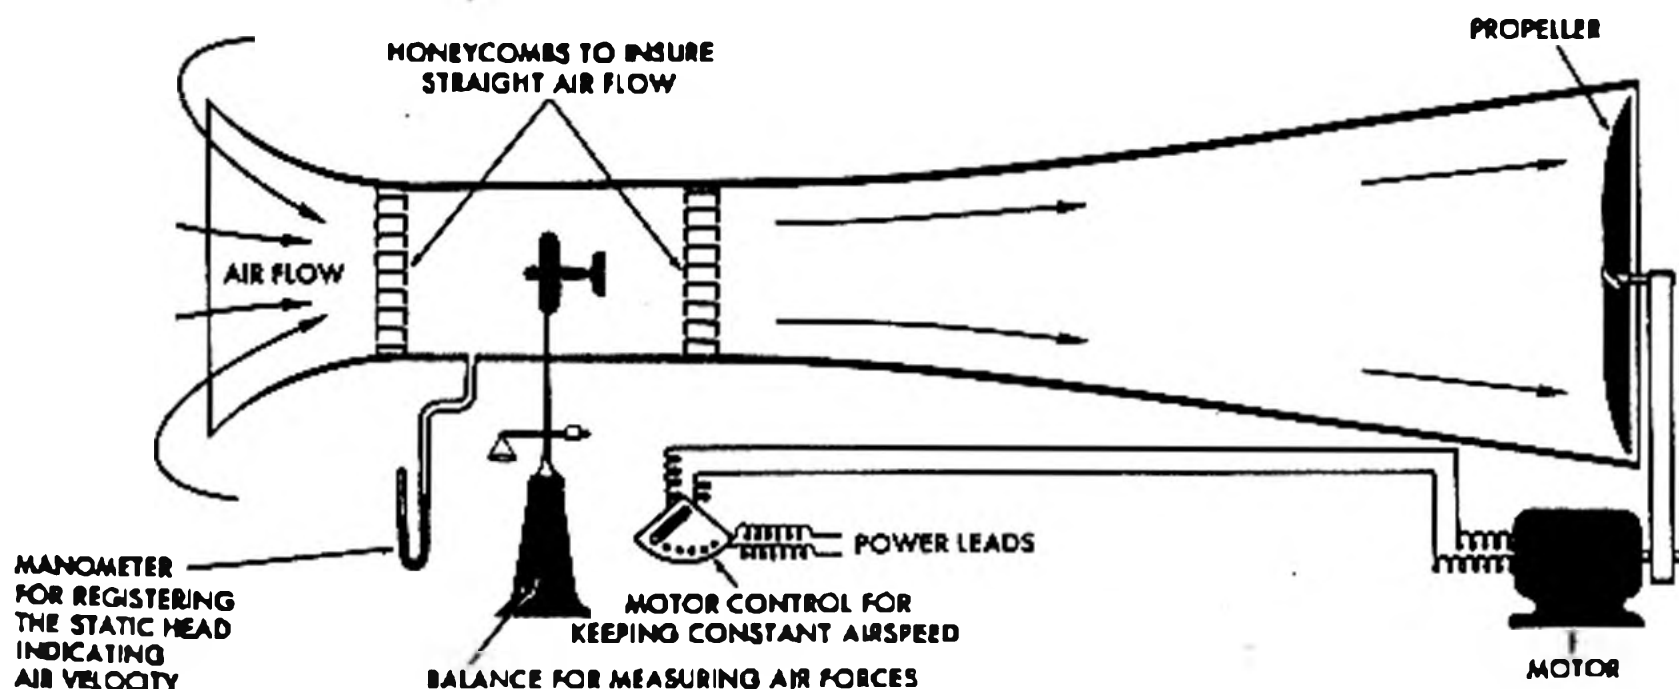 PROPELLER
HONEYCOMBS TO INSURE
STRAIGHT AIR FLOW
AIR FLOW
POWER LEADS
MANOMETER
FOR REGISTERING
THE STATIC HEAD
INDICATING
AIR VELOCITY
MOTOR CONTROL FOR
KEEPING CONSTANT AIRSPEED
BALANCE FOR MEASURING AIR FORCES
MOTOR